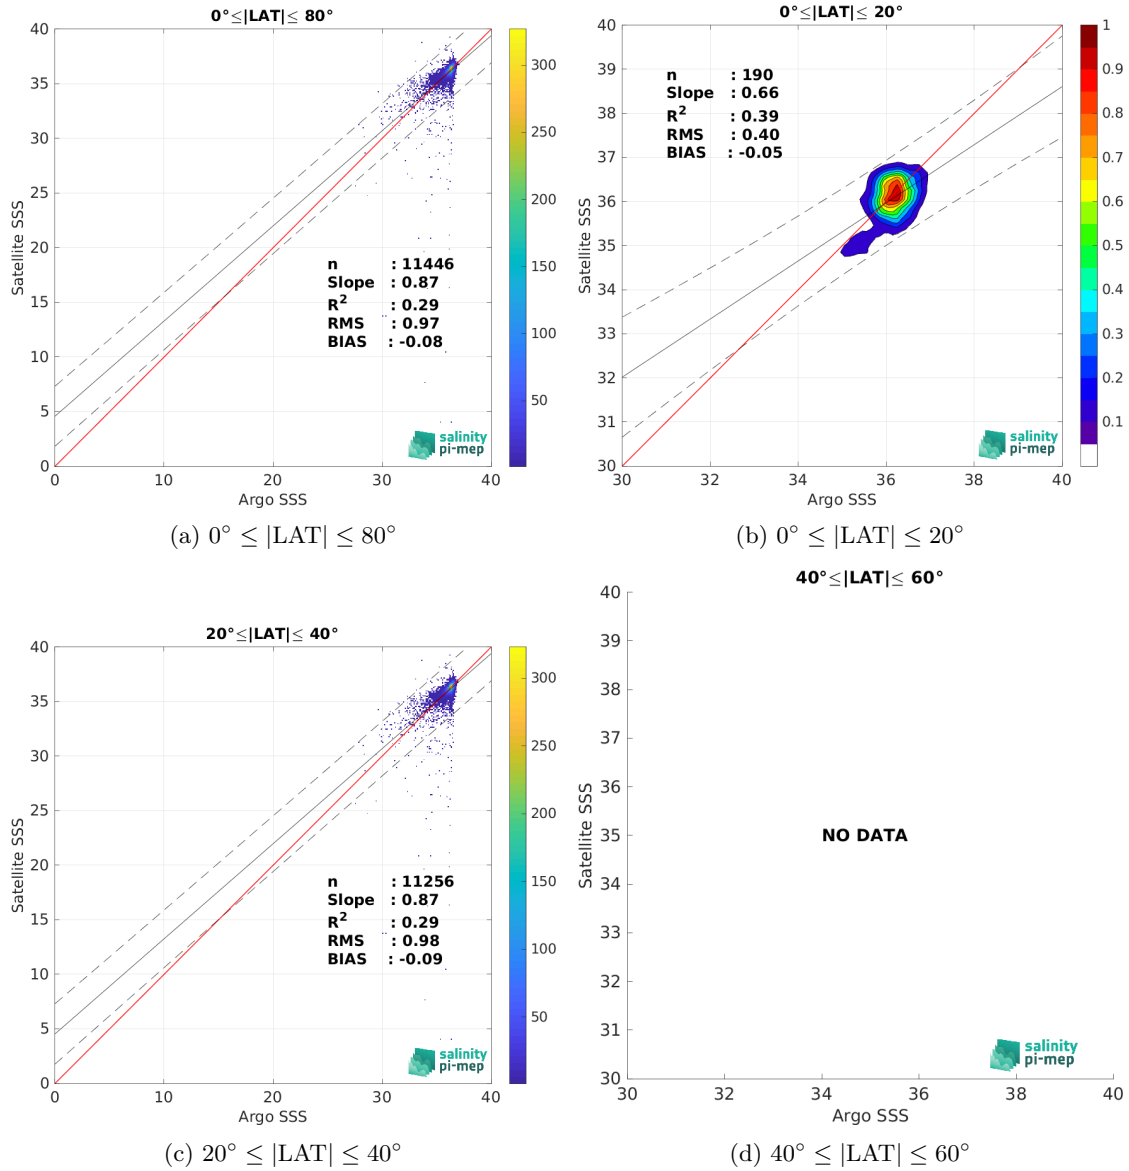 0°≤|LAT|≤ 80°
40
35
30
25
20
15
10
5
0
Satellite SSS
n : 11446
Slope : 0.87
R² : 0.29
RMS : 0.97
BIAS : -0.08
salinity
pi-mep
0 10 20 30 40
Argo SSS
300
250
200
150
100
50
(a) 0° ≤ |LAT| ≤ 80°
0°≤|LAT|≤ 20°
40
39
38
37
36
35
34
33
32
31
30
Satellite SSS
n : 190
Slope : 0.66
R² : 0.39
RMS : 0.40
BIAS : -0.05
salinity
pi-mep
30 32 34 36 38 40
Argo SSS
1
0.9
0.8
0.7
0.6
0.5
0.4
0.3
0.2
0.1
(b) 0° ≤ |LAT| ≤ 20°
20°≤|LAT|≤ 40°
40
35
30
25
20
15
10
5
0
Satellite SSS
n : 11256
Slope : 0.87
R² : 0.29
RMS : 0.98
BIAS : -0.09
salinity
pi-mep
0 10 20 30 40
Argo SSS
300
250
200
150
100
50
(c) 20° ≤ |LAT| ≤ 40°
40°≤|LAT|≤ 60°
40
39
38
37
36
35
34
33
32
31
30
Satellite SSS
NO DATA
salinity
pi-mep
30 32 34 36 38 40
Argo SSS
(d) 40° ≤ |LAT| ≤ 60°